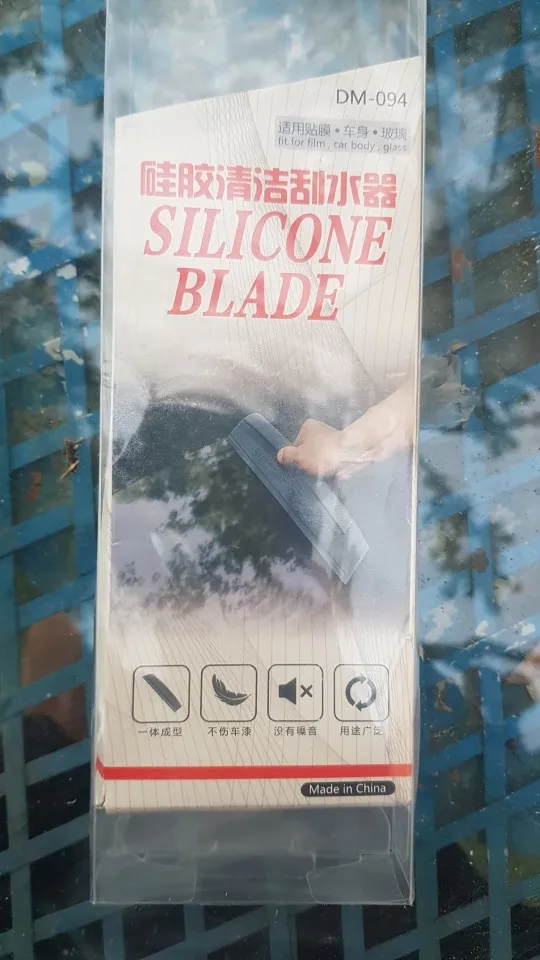 DM-094
适用贴膜•车身•玻璃
fit for film , car body , glass
硅胶清洁刮水器
SILICONE
BLADE
一体成型
不伤车漆
没有噪音
用途广泛
Made in China